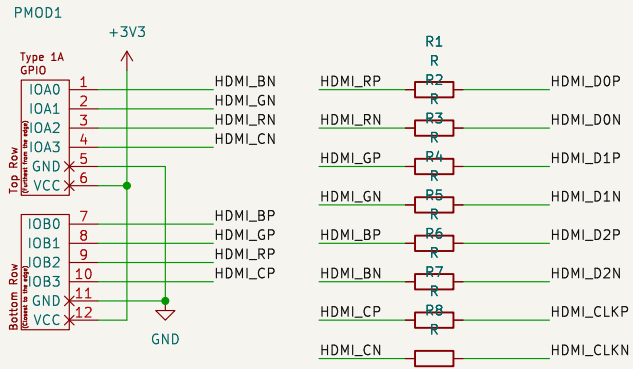 PMOD1
+3V3
Type 1A
GPIO
IOA0 1 HDMI_BN
IOA1 2 HDMI_GN
IOA2 3 HDMI_RN
IOA3 4 HDMI_CN
GND 5
VCC 6
Top Row
(Furthest from the edge)
IOB0 7 HDMI_BP
IOB1 8 HDMI_GP
IOB2 9 HDMI_RP
IOB3 10 HDMI_CP
GND 11
VCC 12
Bottom Row
(Closest to the edge)
GND
R1
R
HDMI_RP R2 HDMI_D0P
R
HDMI_RN R3 HDMI_D0N
R
HDMI_GP R4 HDMI_D1P
R
HDMI_GN R5 HDMI_D1N
R
HDMI_BP R6 HDMI_D2P
R
HDMI_BN R7 HDMI_D2N
R
HDMI_CP R8 HDMI_CLKP
R
HDMI_CN HDMI_CLKN